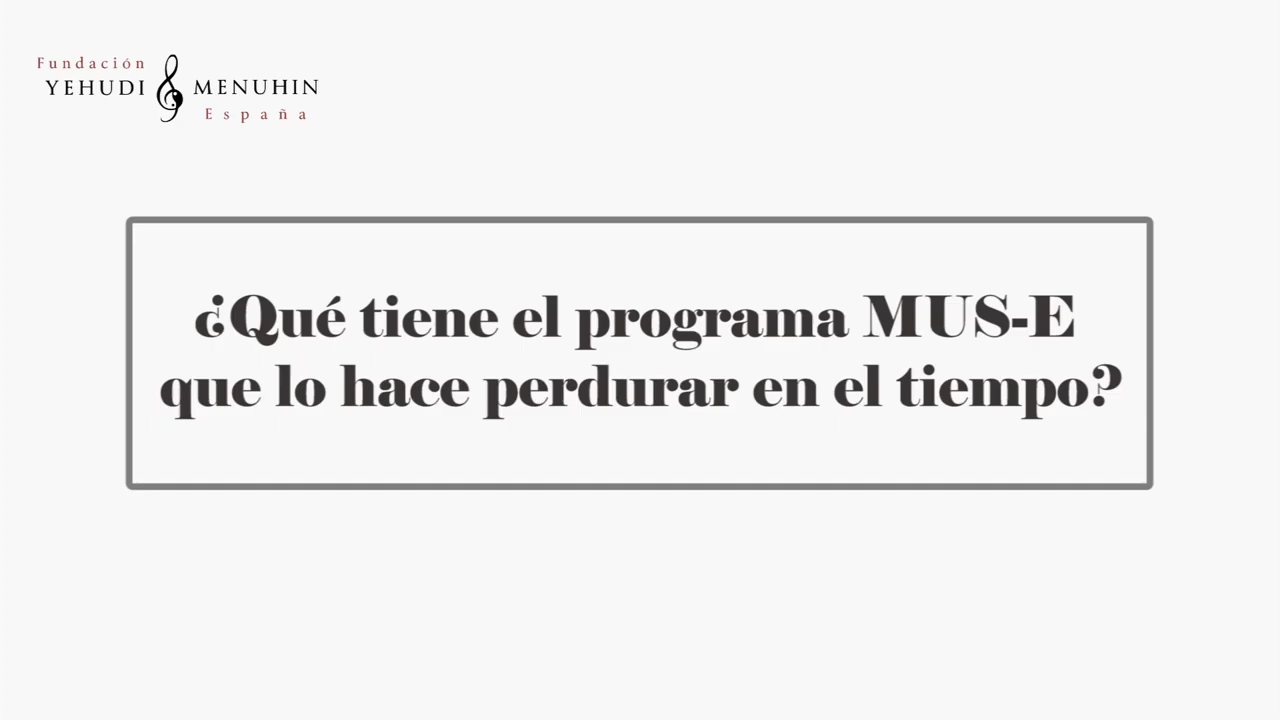 Fundación
YEHUDI MENUHIN
España
¿Qué tiene el programa MUS-E
que lo hace perdurar en el tiempo?